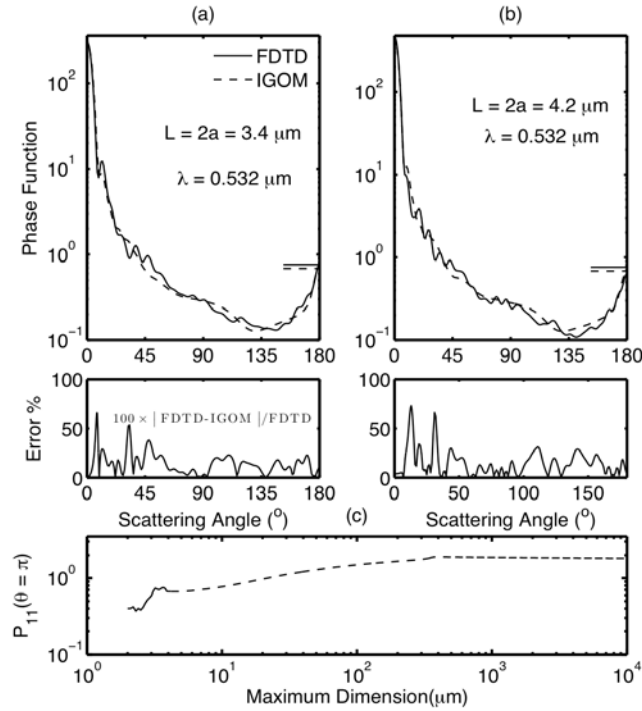 (a)
(b)
10^2
10^1
10^0
10^-1
Phase Function
FDTD
IGOM
L = 2a = 3.4 μm
λ = 0.532 μm
0 45 90 135 180
10^2
10^1
10^0
10^-1
L = 2a = 4.2 μm
λ = 0.532 μm
0 45 90 135 180
100
50
0
Error %
100 × | FDTD-IGOM |/FDTD
0 45 90 135 180
Scattering Angle (°)
100
50
0
0 50 100 150
Scattering Angle (°)
(c)
10^0
10^-1
P_11(θ = π)
10^0 10^1 10^2 10^3 10^4
Maximum Dimension(μm)